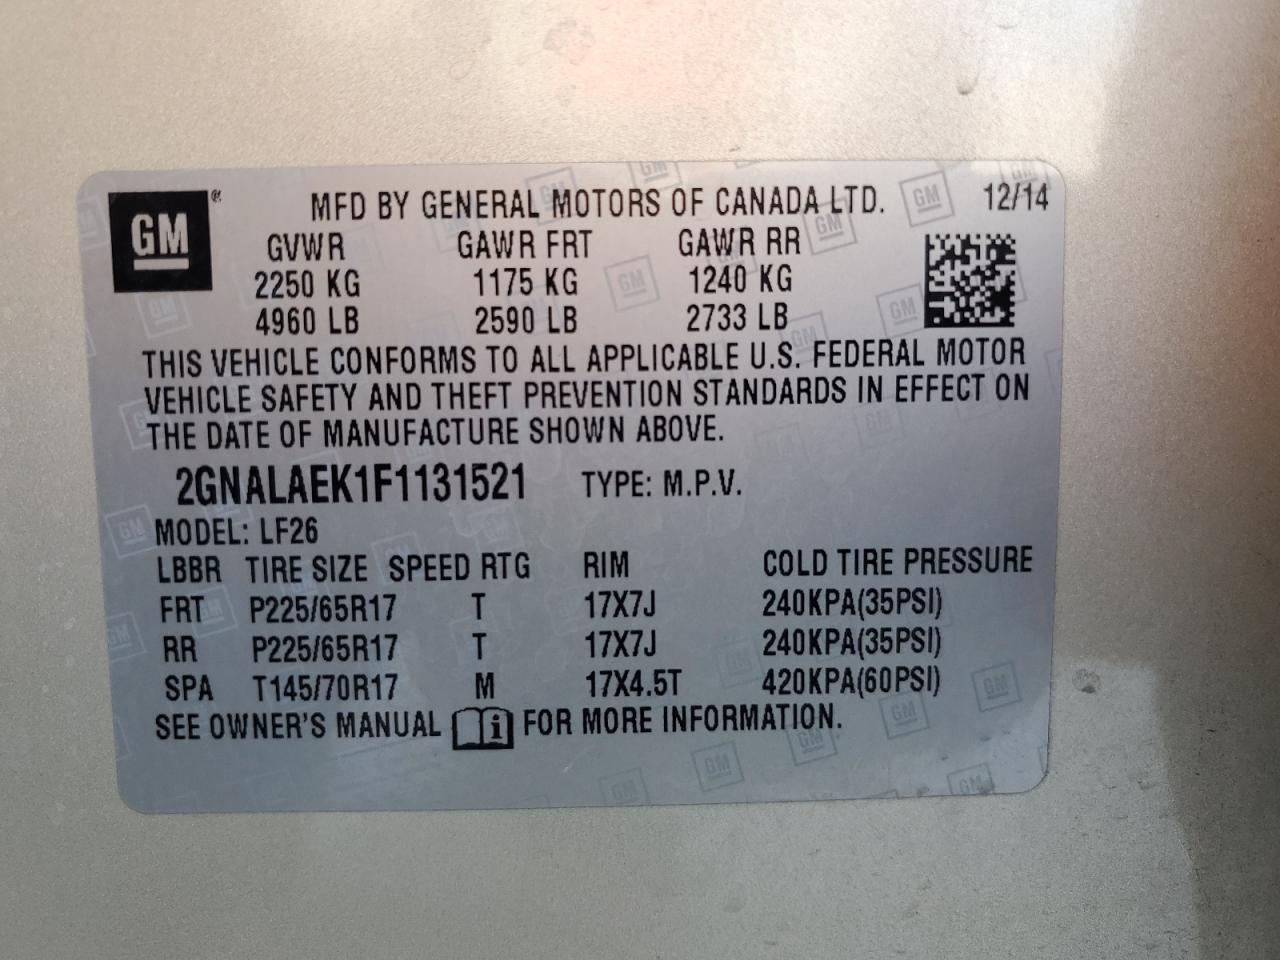 GM®
MFD BY GENERAL MOTORS OF CANADA LTD. 12/14
GVWR GAWR FRT GAWR RR
2250 KG 1175 KG 1240 KG
4960 LB 2590 LB 2733 LB
THIS VEHICLE CONFORMS TO ALL APPLICABLE U.S. FEDERAL MOTOR
VEHICLE SAFETY AND THEFT PREVENTION STANDARDS IN EFFECT ON
THE DATE OF MANUFACTURE SHOWN ABOVE.
2GNALAEK1F1131521 TYPE: M.P.V.
MODEL: LF26
LBBR TIRE SIZE SPEED RTG RIM COLD TIRE PRESSURE
FRT P225/65R17 T 17X7J 240KPA(35PSI)
RR P225/65R17 T 17X7J 240KPA(35PSI)
SPA T145/70R17 M 17X4.5T 420KPA(60PSI)
SEE OWNER'S MANUAL i FOR MORE INFORMATION.